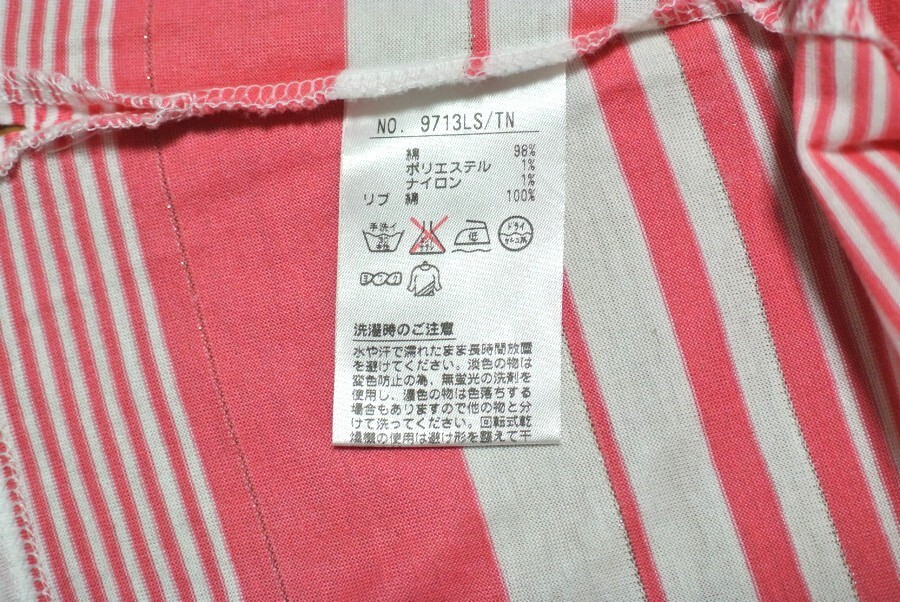 NO. 9713LS/TN
綿 98%
ポリエステル 1%
ナイロン 1%
リブ 綿 100%
手洗イ 低 ドライ
洗濯時のご注意
水や汗で濡れたまま長時間放置
を避けてください。淡色の物は
変色防止の為、無蛍光の洗剤を
使用し、濃色の物は色落ちする
場合もありますので他の物と分
けて洗ってください。回転式乾
燥機の使用は避け形を整えて干